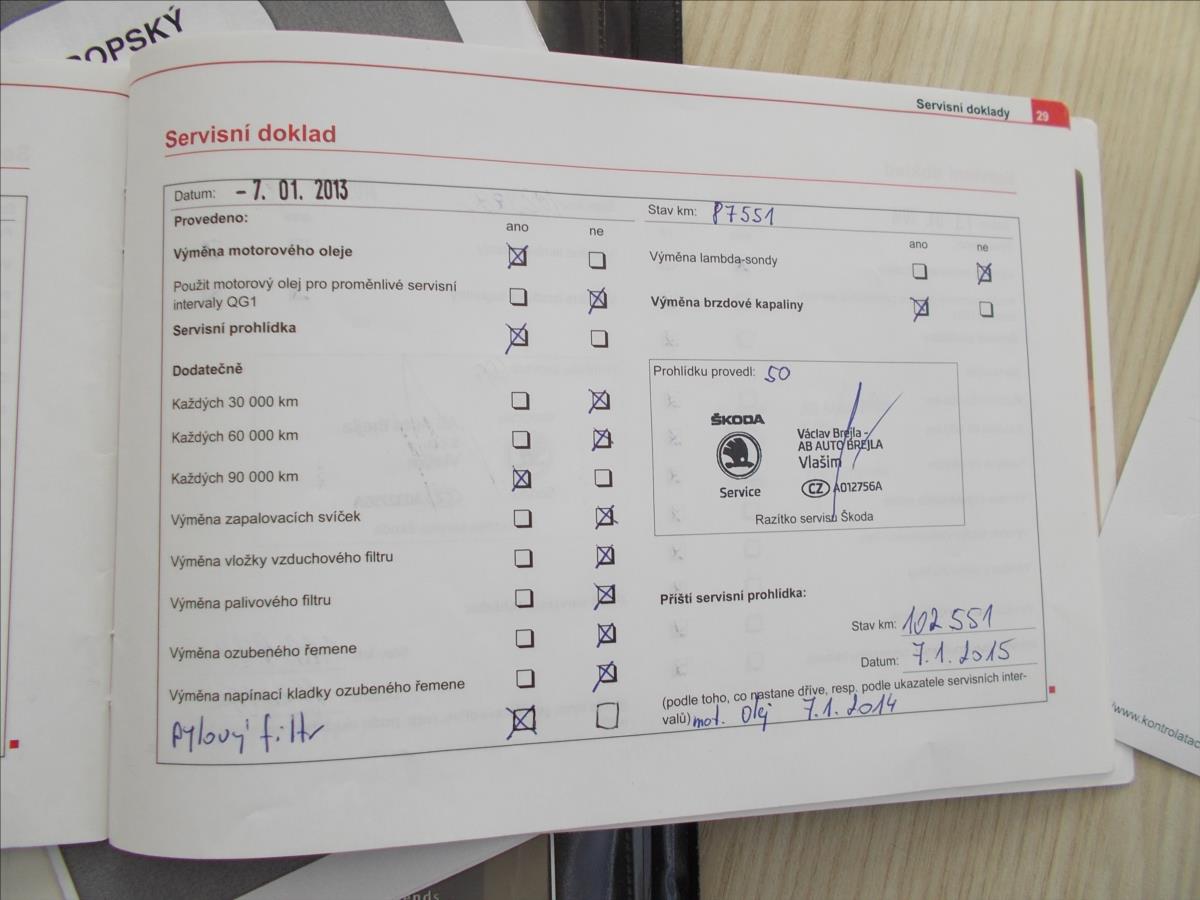 OPSKÝ
Servisní doklady 29
Servisní doklad
Datum: - 7. 01. 2013
Stav km: 87551
Provedeno:
ano ne
ano ne
Výměna motorového oleje
Použit motorový olej pro proměnlivé servisní
intervaly QG1
Servisní prohlídka
Dodatečně
Každých 30 000 km
Každých 60 000 km
Každých 90 000 km
Výměna zapalovacích svíček
Výměna vložky vzduchového filtru
Výměna palivového filtru
Výměna ozubeného řemene
Výměna napínací kladky ozubeného řemene
Pylový filtr
Výměna lambda-sondy
Výměna brzdové kapaliny
Prohlídku provedl: 50
ŠKODA
Service
Václav Brejla -
AB AUTO BREJLA
Vlašim
CZ A012756A
Razítko servisu Škoda
Příští servisní prohlídka:
Stav km: 102 551
Datum: 7.1.2015
(podle toho, co nastane dříve, resp. podle ukazatele servisních inter-
valů) mot. Olej 7.1.2014
/www.kontrolatac